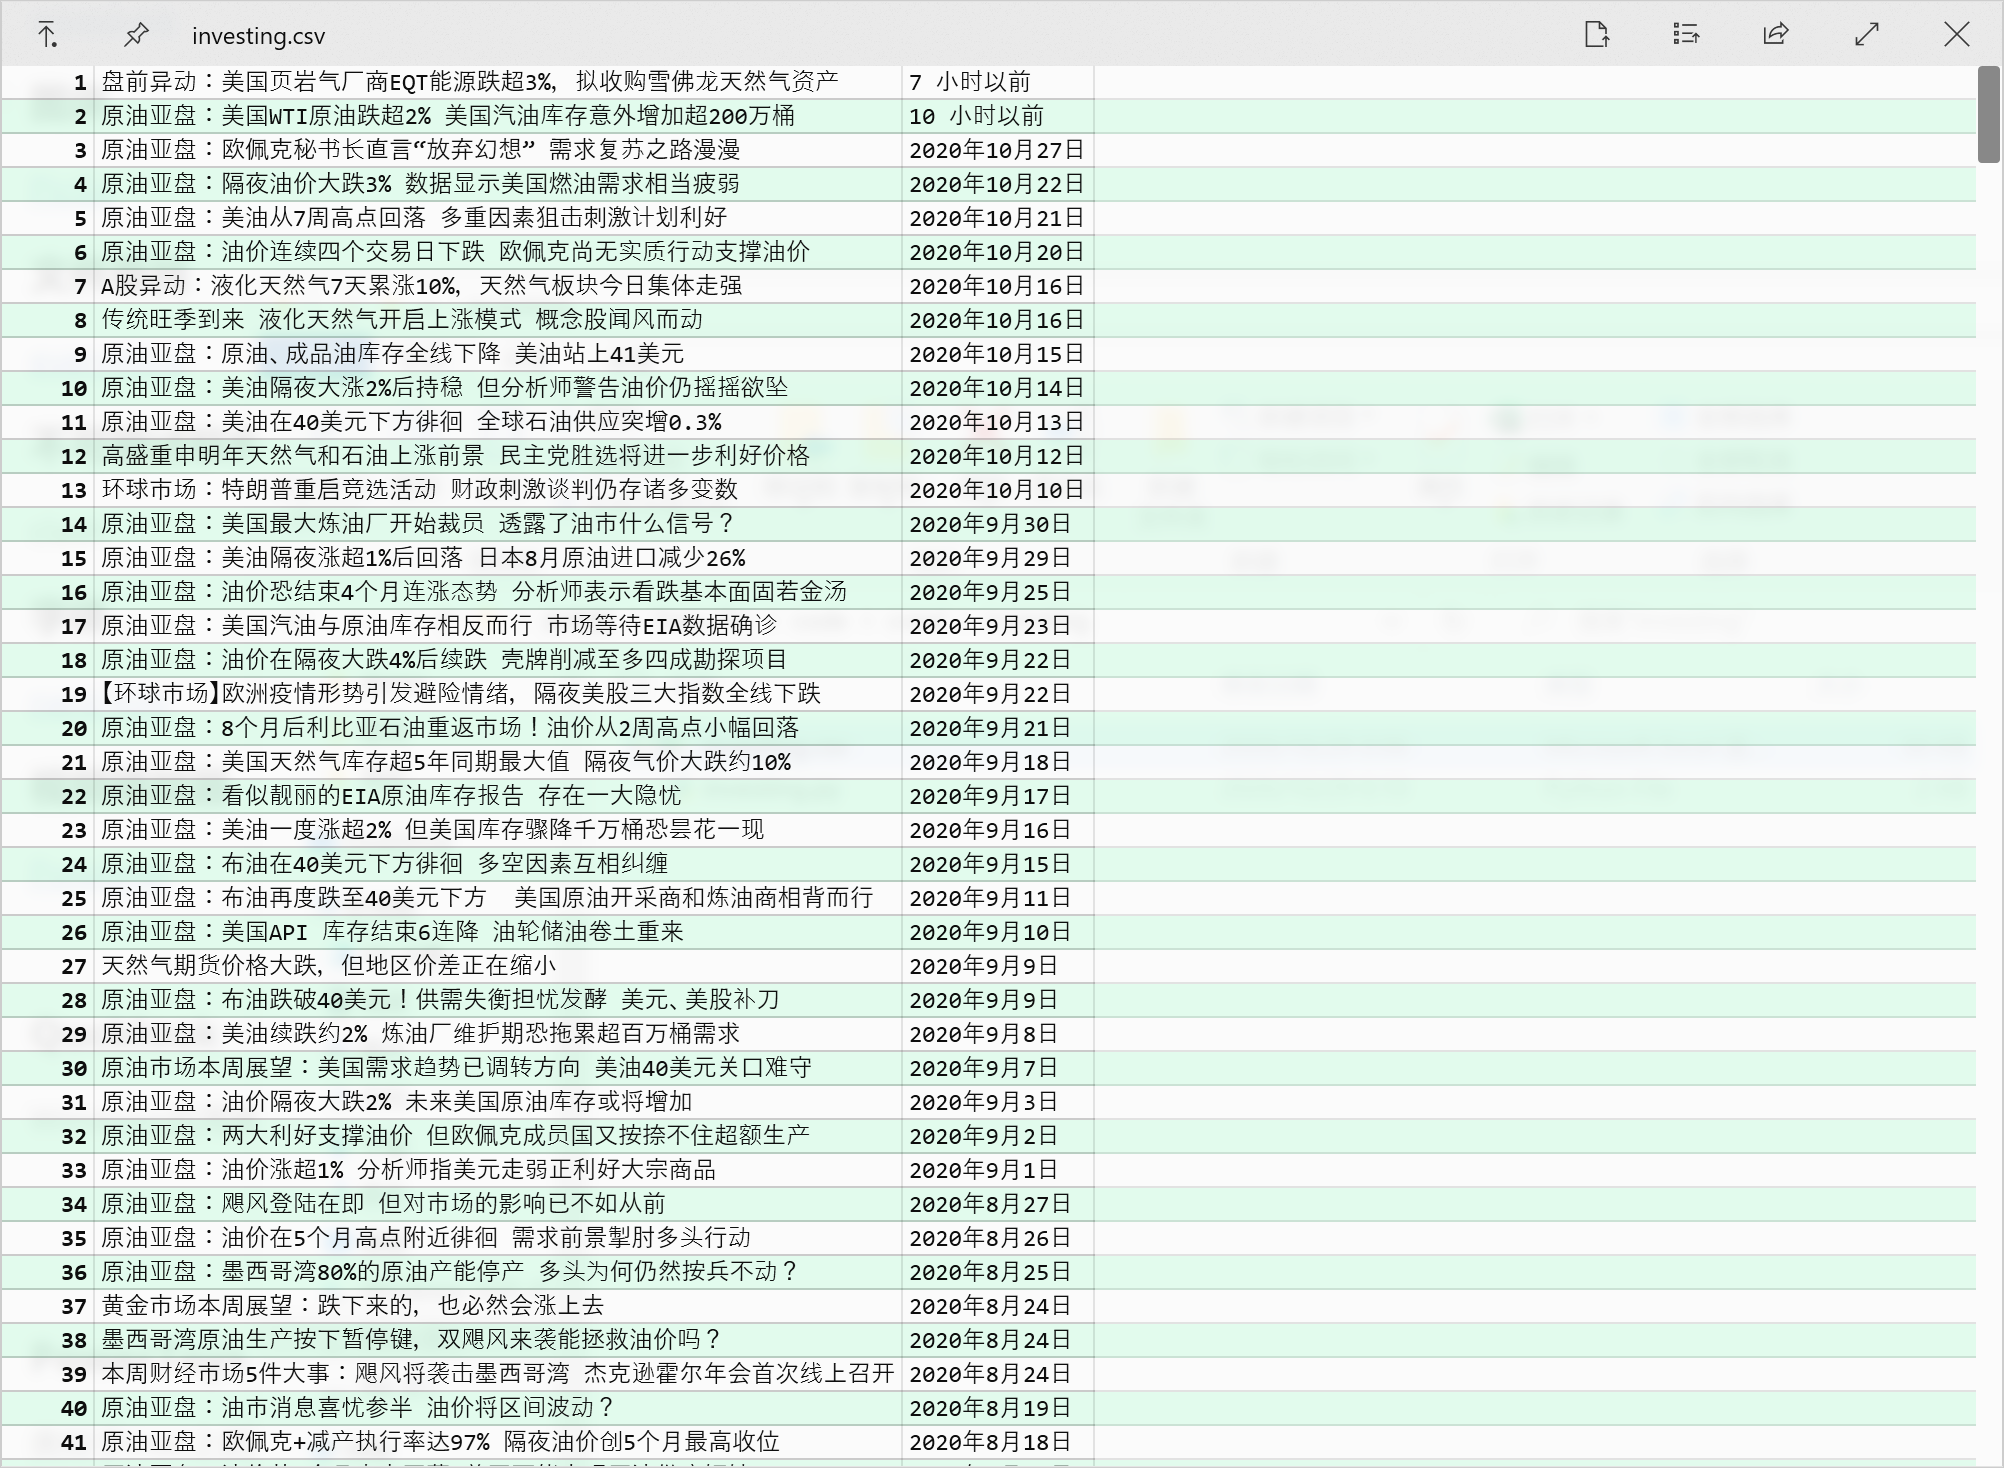 investing.csv
1 盘前异动：美国页岩气厂商EQT能源跌超3%，拟收购雪佛龙天然气资产 7 小时以前
2 原油亚盘：美国WTI原油跌超2% 美国汽油库存意外增加超200万桶 10 小时以前
3 原油亚盘：欧佩克秘书长直言“放弃幻想” 需求复苏之路漫漫 2020年10月27日
4 原油亚盘：隔夜油价大跌3% 数据显示美国燃油需求相当疲弱 2020年10月22日
5 原油亚盘：美油从7周高点回落 多重因素狙击刺激计划利好 2020年10月21日
6 原油亚盘：油价连续四个交易日下跌 欧佩克尚无实质行动支撑油价 2020年10月20日
7 A股异动：液化天然气7天累涨10%，天然气板块今日集体走强 2020年10月16日
8 传统旺季到来 液化天然气开启上涨模式 概念股闻风而动 2020年10月16日
9 原油亚盘：原油、成品油库存全线下降 美油站上41美元 2020年10月15日
10 原油亚盘：美油隔夜大涨2%后持稳 但分析师警告油价仍摇摇欲坠 2020年10月14日
11 原油亚盘：美油在40美元下方徘徊 全球石油供应突增0.3% 2020年10月13日
12 高盛重申明年天然气和石油上涨前景 民主党胜选将进一步利好价格 2020年10月12日
13 环球市场：特朗普重启竞选活动 财政刺激谈判仍存诸多变数 2020年10月10日
14 原油亚盘：美国最大炼油厂开始裁员 透露了油市什么信号？ 2020年9月30日
15 原油亚盘：美油隔夜涨超1%后回落 日本8月原油进口减少26% 2020年9月29日
16 原油亚盘：油价恐结束4个月连涨态势 分析师表示看跌基本面固若金汤 2020年9月25日
17 原油亚盘：美国汽油与原油库存相反而行 市场等待EIA数据确诊 2020年9月23日
18 原油亚盘：油价在隔夜大跌4%后续跌 壳牌削减至多四成勘探项目 2020年9月22日
19 【环球市场】欧洲疫情形势引发避险情绪，隔夜美股三大指数全线下跌 2020年9月22日
20 原油亚盘：8个月后利比亚石油重返市场！油价从2周高点小幅回落 2020年9月21日
21 原油亚盘：美国天然气库存超5年同期最大值 隔夜气价大跌约10% 2020年9月18日
22 原油亚盘：看似靓丽的EIA原油库存报告 存在一大隐忧 2020年9月17日
23 原油亚盘：美油一度涨超2% 但美国库存骤降千万桶恐昙花一现 2020年9月16日
24 原油亚盘：布油在40美元下方徘徊 多空因素互相纠缠 2020年9月15日
25 原油亚盘：布油再度跌至40美元下方 美国原油开采商和炼油商相背而行 2020年9月11日
26 原油亚盘：美国API 库存结束6连降 油轮储油卷土重来 2020年9月10日
27 天然气期货价格大跌，但地区价差正在缩小 2020年9月9日
28 原油亚盘：布油跌破40美元！供需失衡担忧发酵 美元、美股补刀 2020年9月9日
29 原油亚盘：美油续跌约2% 炼油厂维护期恐拖累超百万桶需求 2020年9月8日
30 原油市场本周展望：美国需求趋势已调转方向 美油40美元关口难守 2020年9月7日
31 原油亚盘：油价隔夜大跌2% 未来美国原油库存或将增加 2020年9月3日
32 原油亚盘：两大利好支撑油价 但欧佩克成员国又按捺不住超额生产 2020年9月2日
33 原油亚盘：油价涨超1% 分析师指美元走弱正利好大宗商品 2020年9月1日
34 原油亚盘：飓风登陆在即 但对市场的影响已不如从前 2020年8月27日
35 原油亚盘：油价在5个月高点附近徘徊 需求前景掣肘多头行动 2020年8月26日
36 原油亚盘：墨西哥湾80%的原油产能停产 多头为何仍然按兵不动？ 2020年8月25日
37 黄金市场本周展望：跌下来的，也必然会涨上去 2020年8月24日
38 墨西哥湾原油生产按下暂停键，双飓风来袭能拯救油价吗？ 2020年8月24日
39 本周财经市场5件大事：飓风将袭击墨西哥湾 杰克逊霍尔年会首次线上召开 2020年8月24日
40 原油亚盘：油市消息喜忧参半 油价将区间波动？ 2020年8月19日
41 原油亚盘：欧佩克+减产执行率达97% 隔夜油价创5个月最高收位 2020年8月18日